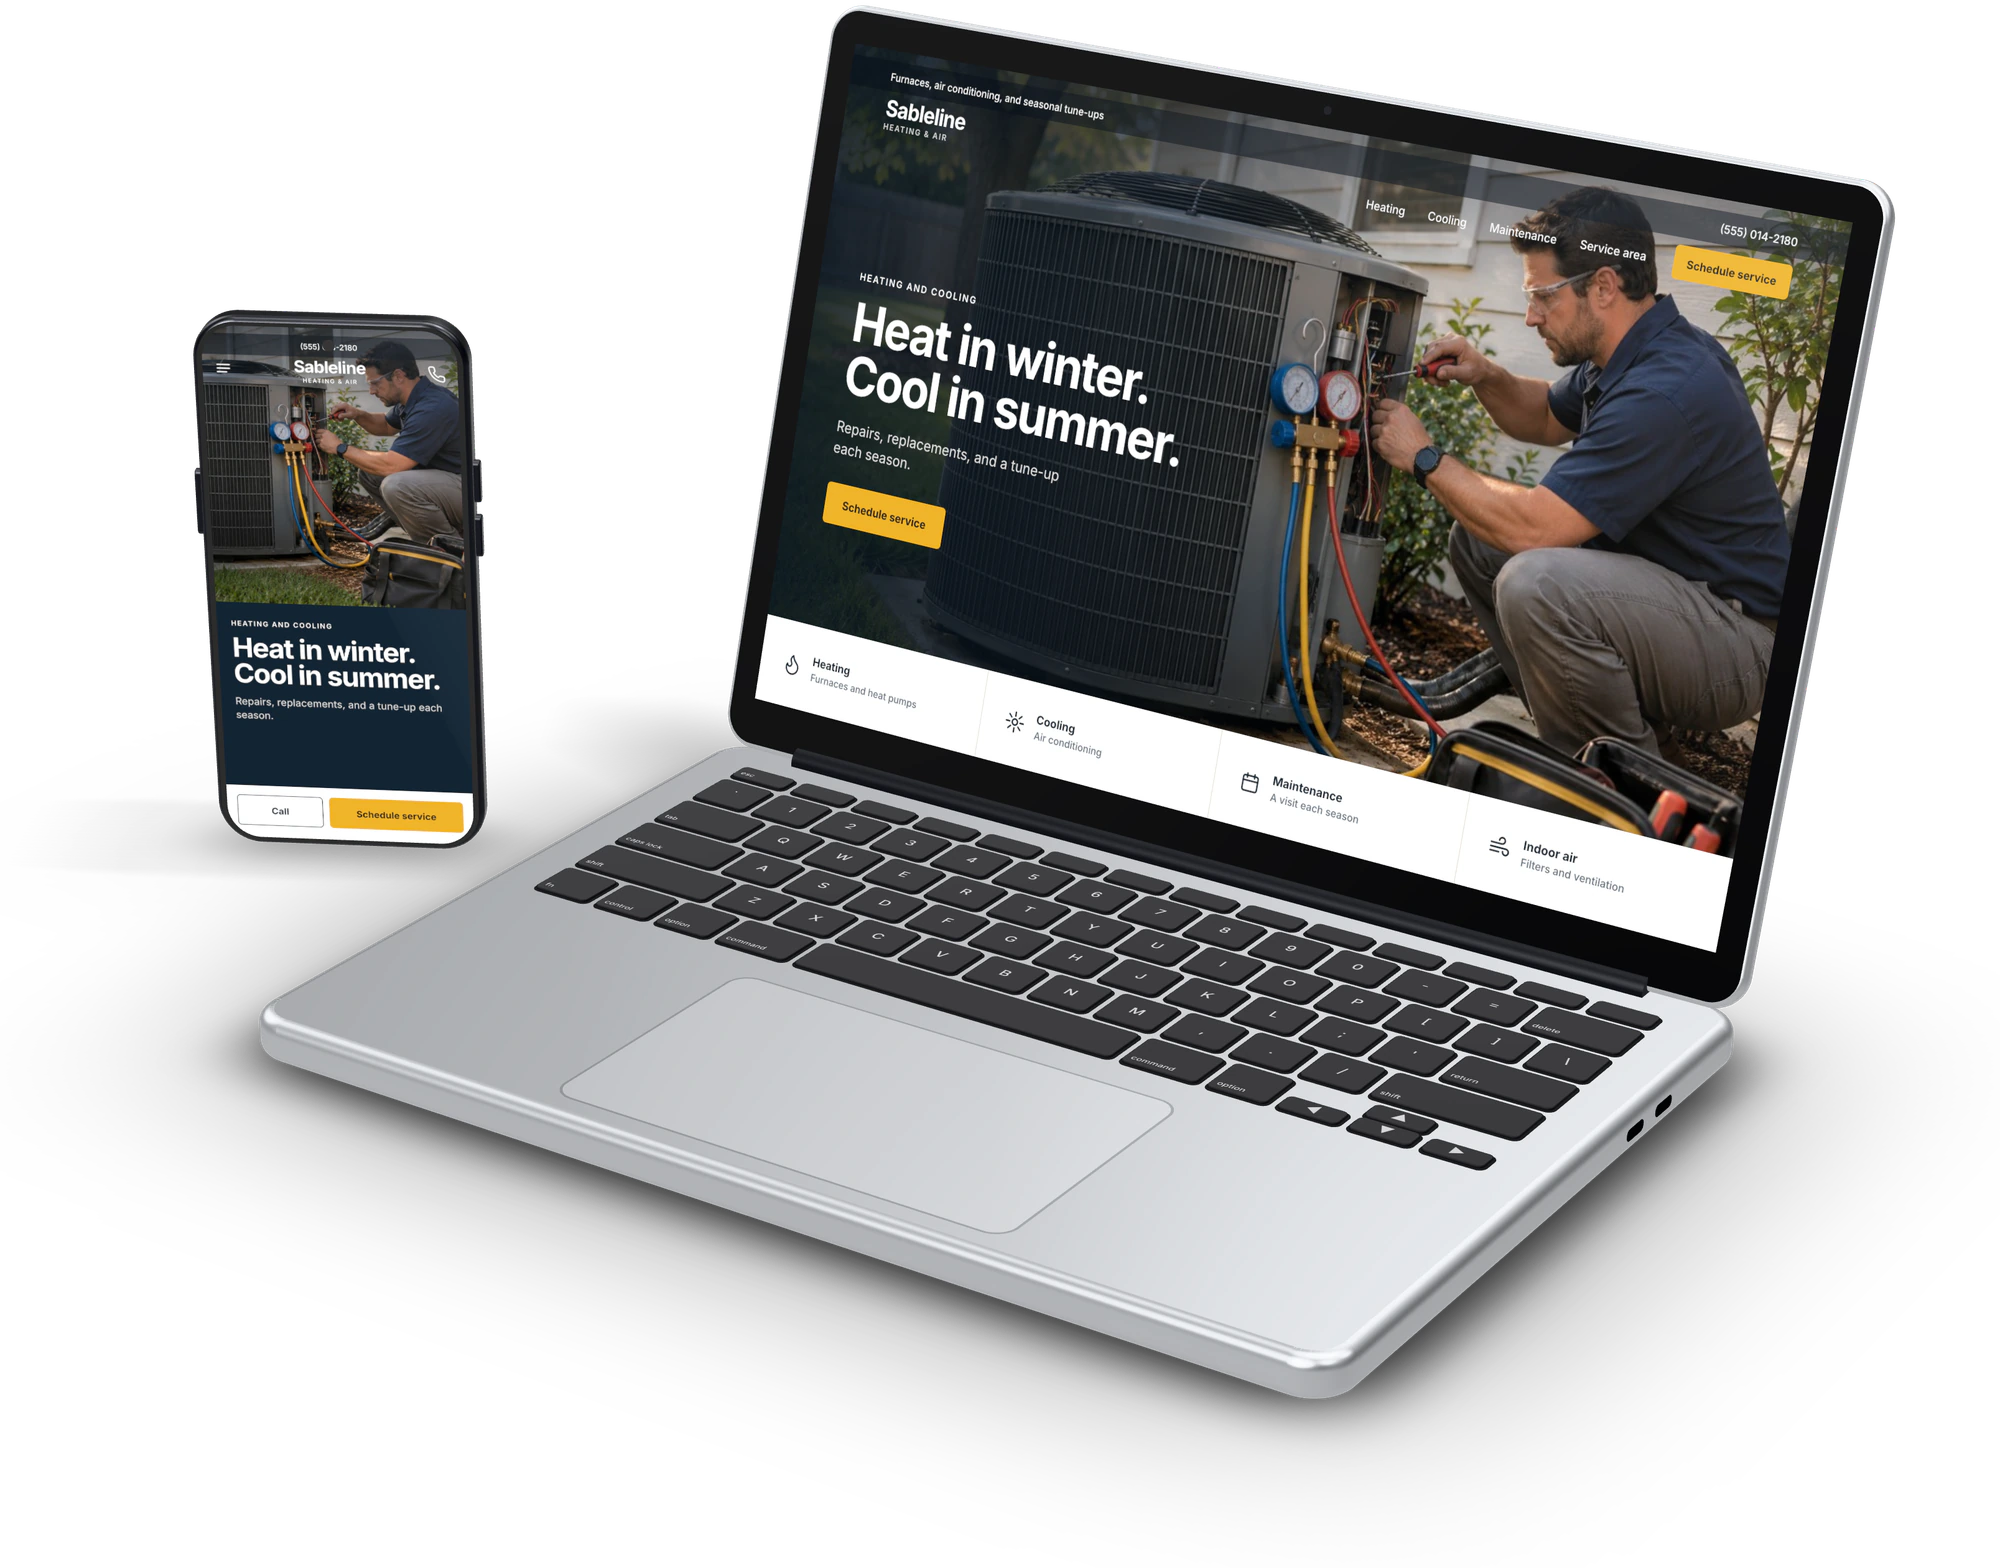 (555)
-2180
Sableline
HEATING & AIR
HEATING AND COOLING
Heat in winter.
Cool in summer.
Repairs, replacements, and a tune-up each
season.
Call
Schedule service
Furnaces, air conditioning, and seasonal tune-ups
(555) 014-2180
Sableline
HEATING & AIR
Heating
Cooling
Maintenance
Service area
Schedule service
HEATING AND COOLING
Heat in winter.
Cool in summer.
Repairs, replacements, and a tune-up
each season.
Schedule service
Heating
Furnaces and heat pumps
Cooling
Air conditioning
Maintenance
A visit each season
Indoor air
Filters and ventilation
esc
` 1 2 3 4 5 6 7 8 9 0 - = delete
tab Q W E R T Y U I O P [ ] \
caps lock A S D F G H J K L ; ' return
shift Z X C V B N M , . / shift
fn control option command command option